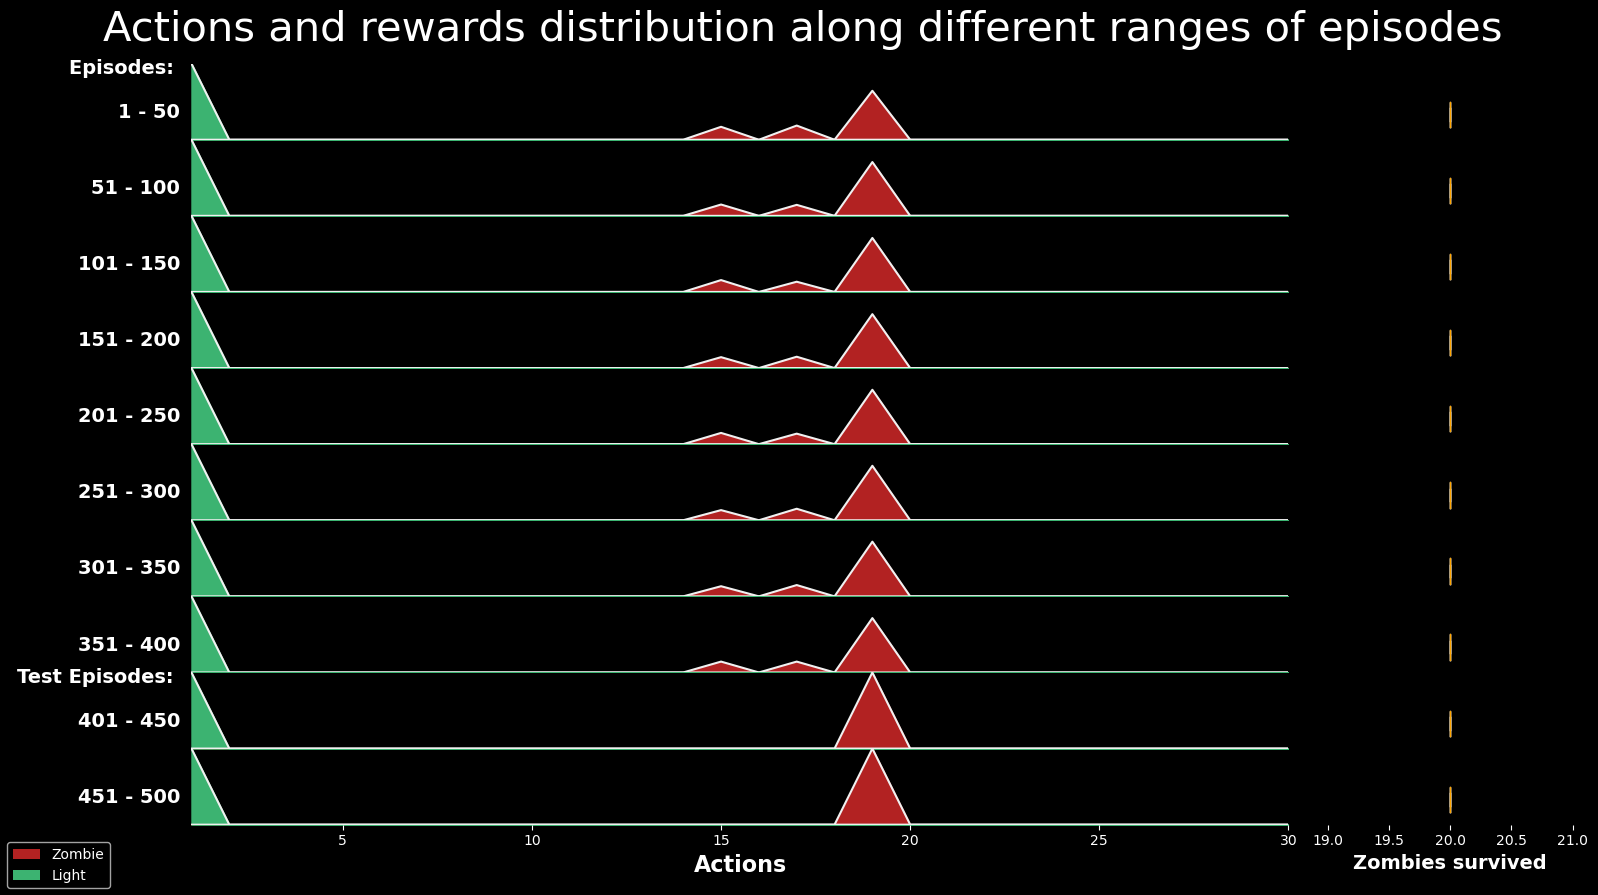 Actions and rewards distribution along different ranges of episodes
Episodes:
1 - 50
51 - 100
101 - 150
151 - 200
201 - 250
251 - 300
301 - 350
351 - 400
Test Episodes:
401 - 450
451 - 500
5 10 15 20 25 30 19.0 19.5 20.0 20.5 21.0
Actions
Zombies survived
Zombie
Light